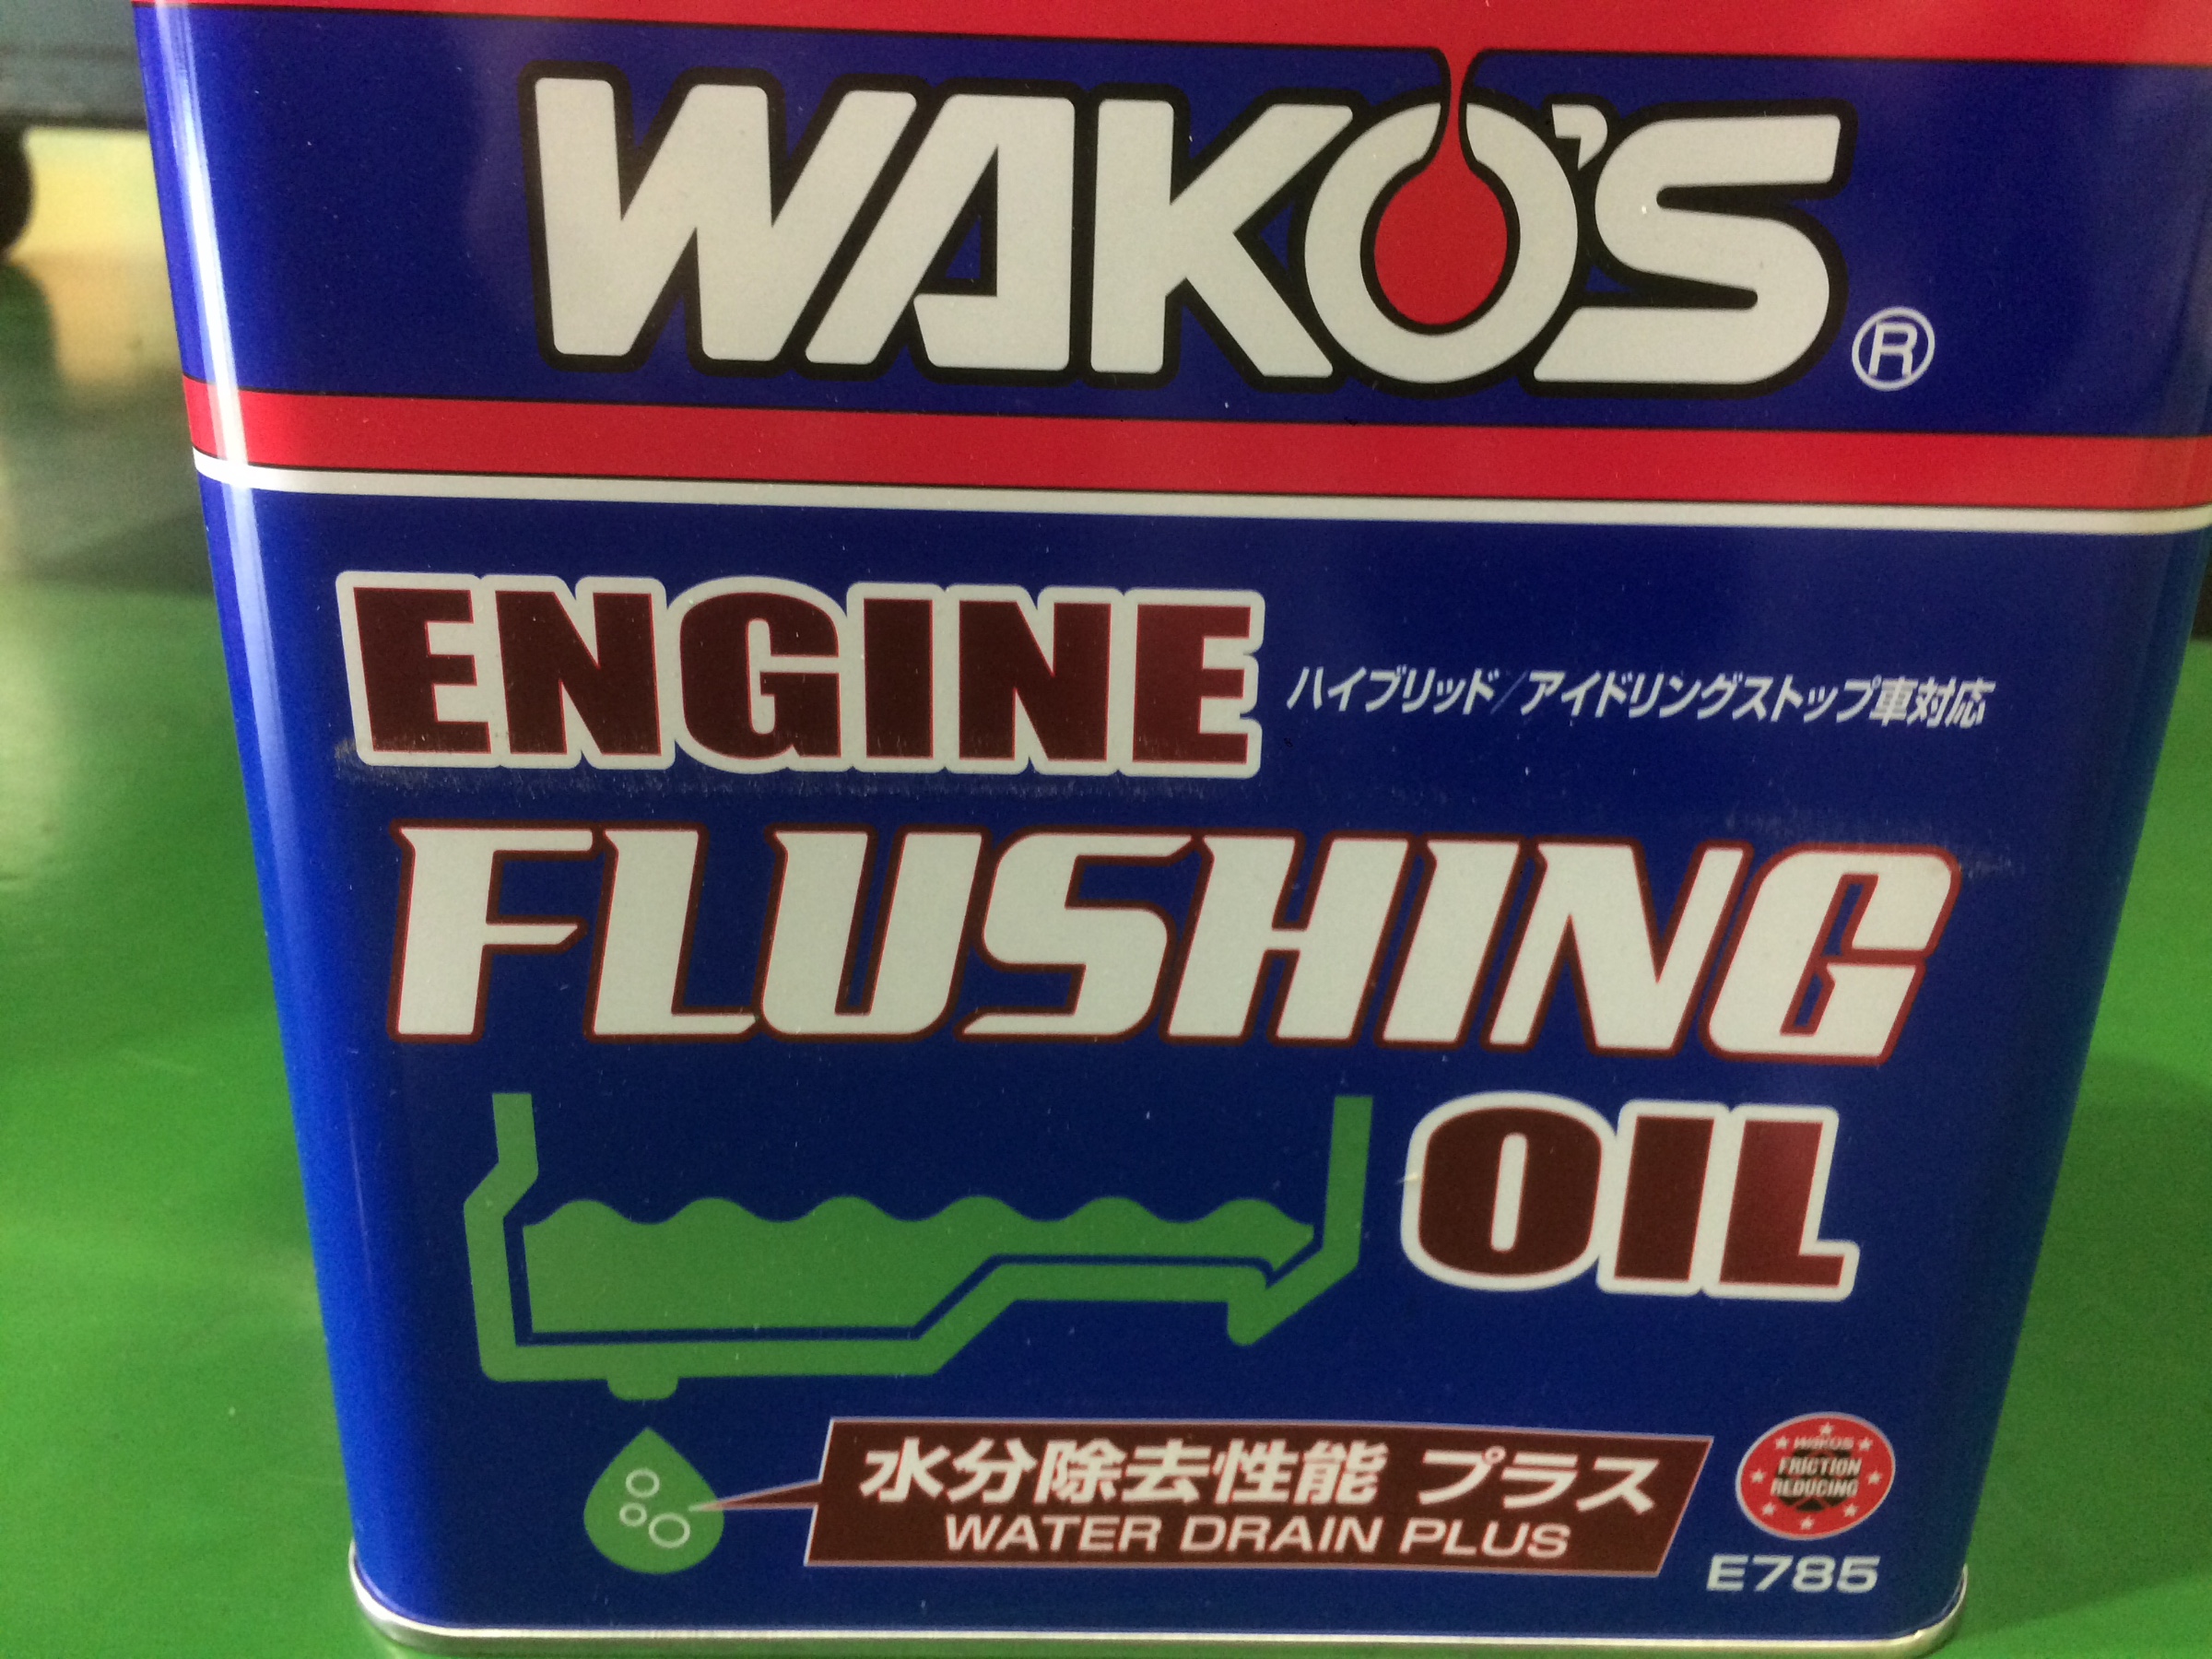 WAKO'S®
ENGINE
ハイブリッド/アイドリングストップ車対応
FLUSHING
OIL
水分除去性能 プラス
WATER DRAIN PLUS
WAKOS
FRICTION
REDUCING
E785